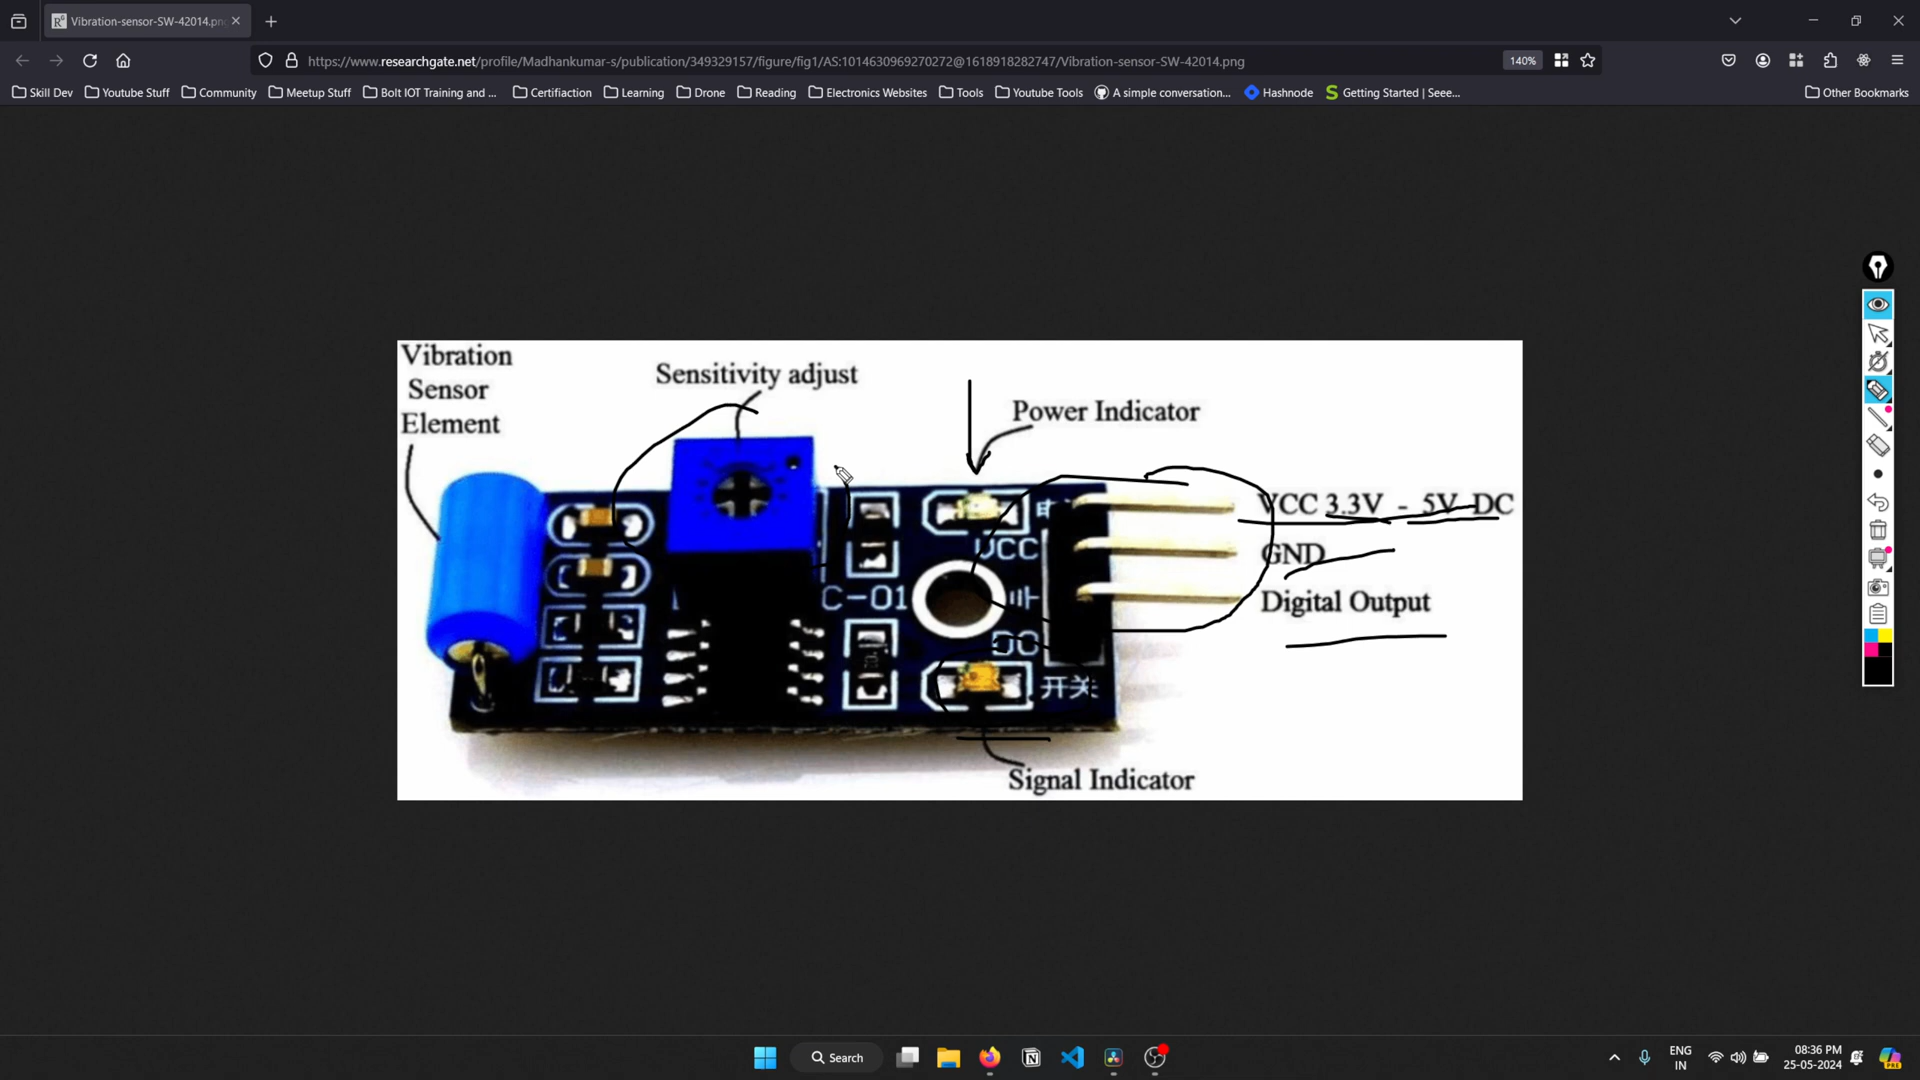 Vibration-sensor-SW-42014.pn
https://www.researchgate.net/profile/Madhankumar-s/publication/349329157/figure/fig1/AS:1014630969270272@1618918282747/Vibration-sensor-SW-42014.png
140%
Skill Dev
Youtube Stuff
Community
Meetup Stuff
Bolt IOT Training and ...
Certifiaction
Learning
Drone
Reading
Electronics Websites
Tools
Youtube Tools
A simple conversation...
Hashnode
Getting Started | Seee...
Other Bookmarks
Vibration
Sensor
Element
Sensitivity adjust
Power Indicator
VCC 3.3V - 5V DC
GND
Digital Output
VCC
C-01
DC
开关
Signal Indicator
Search
ENG
IN
08:36 PM
25-05-2024
PRE